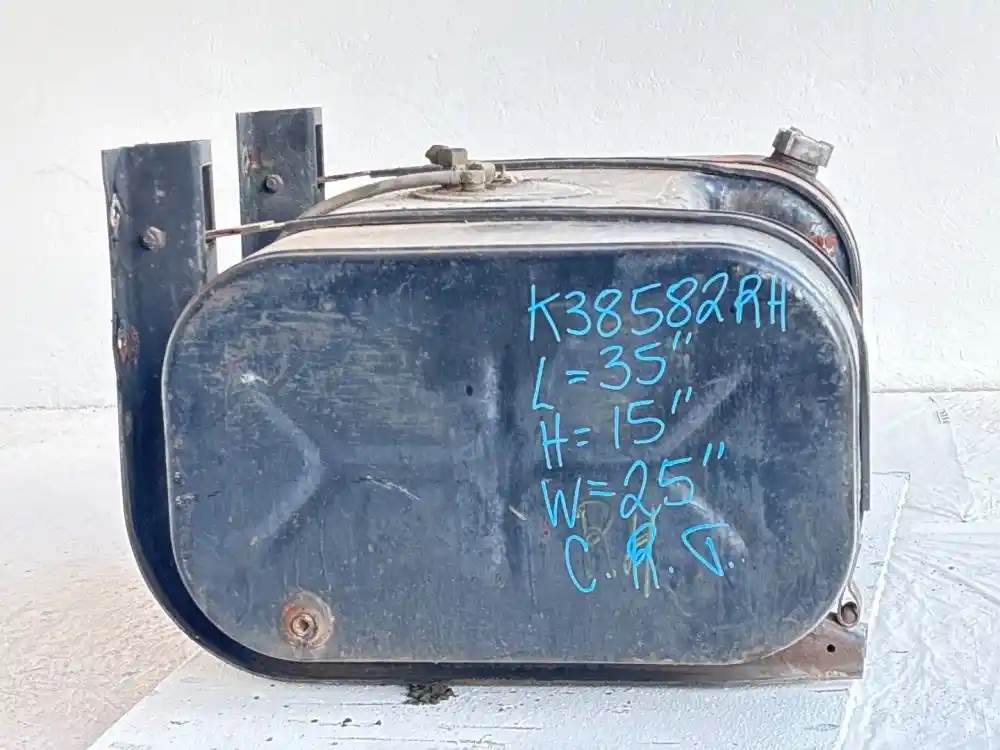 K38582RH
L=35"
H=15"
W=25"
C.R.T.